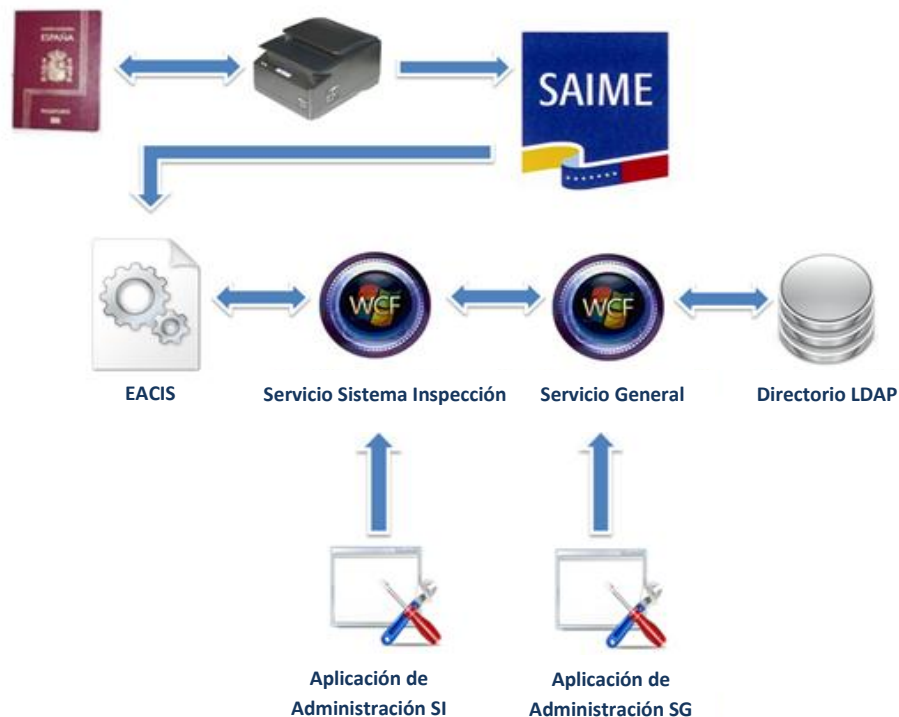 ESPAÑA
PASAPORTE
SAIME
WCF
WCF
EACIS
Servicio Sistema Inspección
Servicio General
Directorio LDAP
Aplicación de
Administración SI
Aplicación de
Administración SG